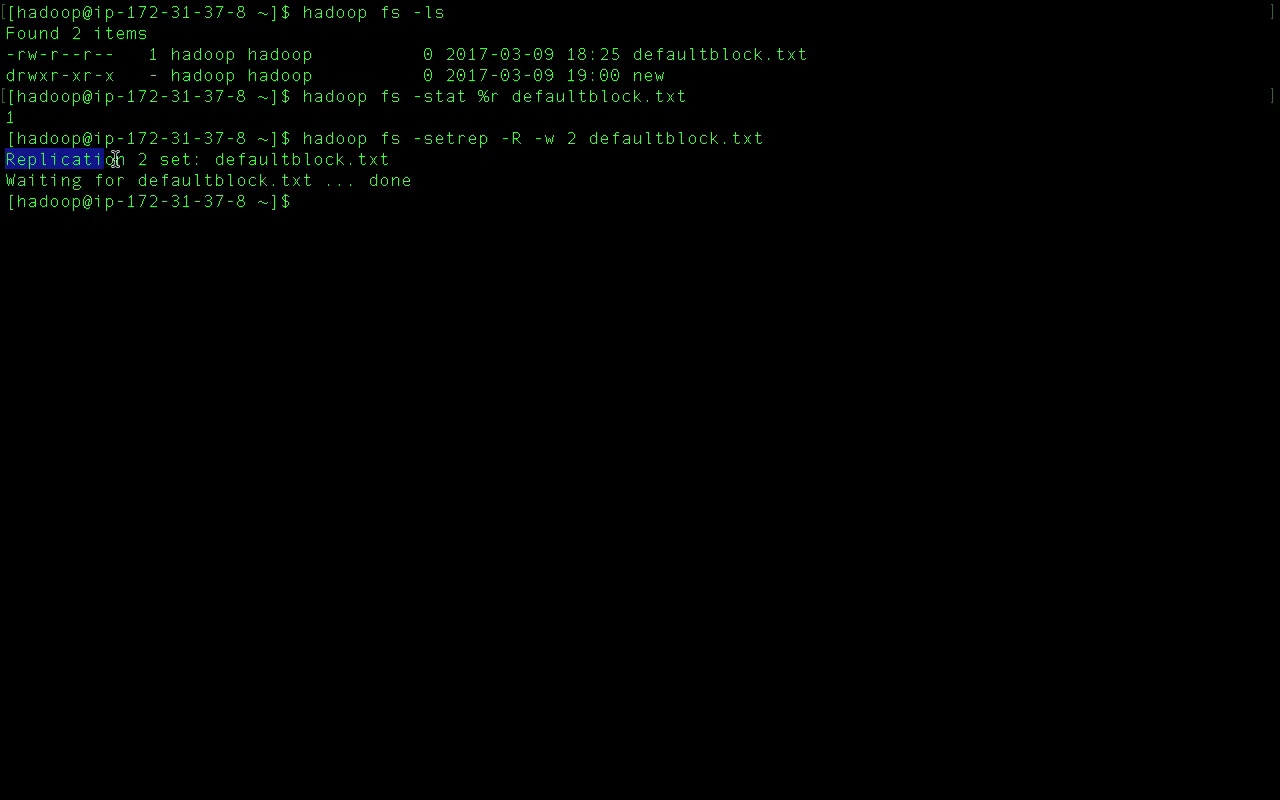 [hadoop@ip-172-31-37-8 ~]$ hadoop fs -ls
Found 2 items
-rw-r--r--   1 hadoop hadoop          0 2017-03-09 18:25 defaultblock.txt
drwxr-xr-x   - hadoop hadoop          0 2017-03-09 19:00 new
[hadoop@ip-172-31-37-8 ~]$ hadoop fs -stat %r defaultblock.txt
1
[hadoop@ip-172-31-37-8 ~]$ hadoop fs -setrep -R -w 2 defaultblock.txt
Replication 2 set: defaultblock.txt
Waiting for defaultblock.txt ... done
[hadoop@ip-172-31-37-8 ~]$